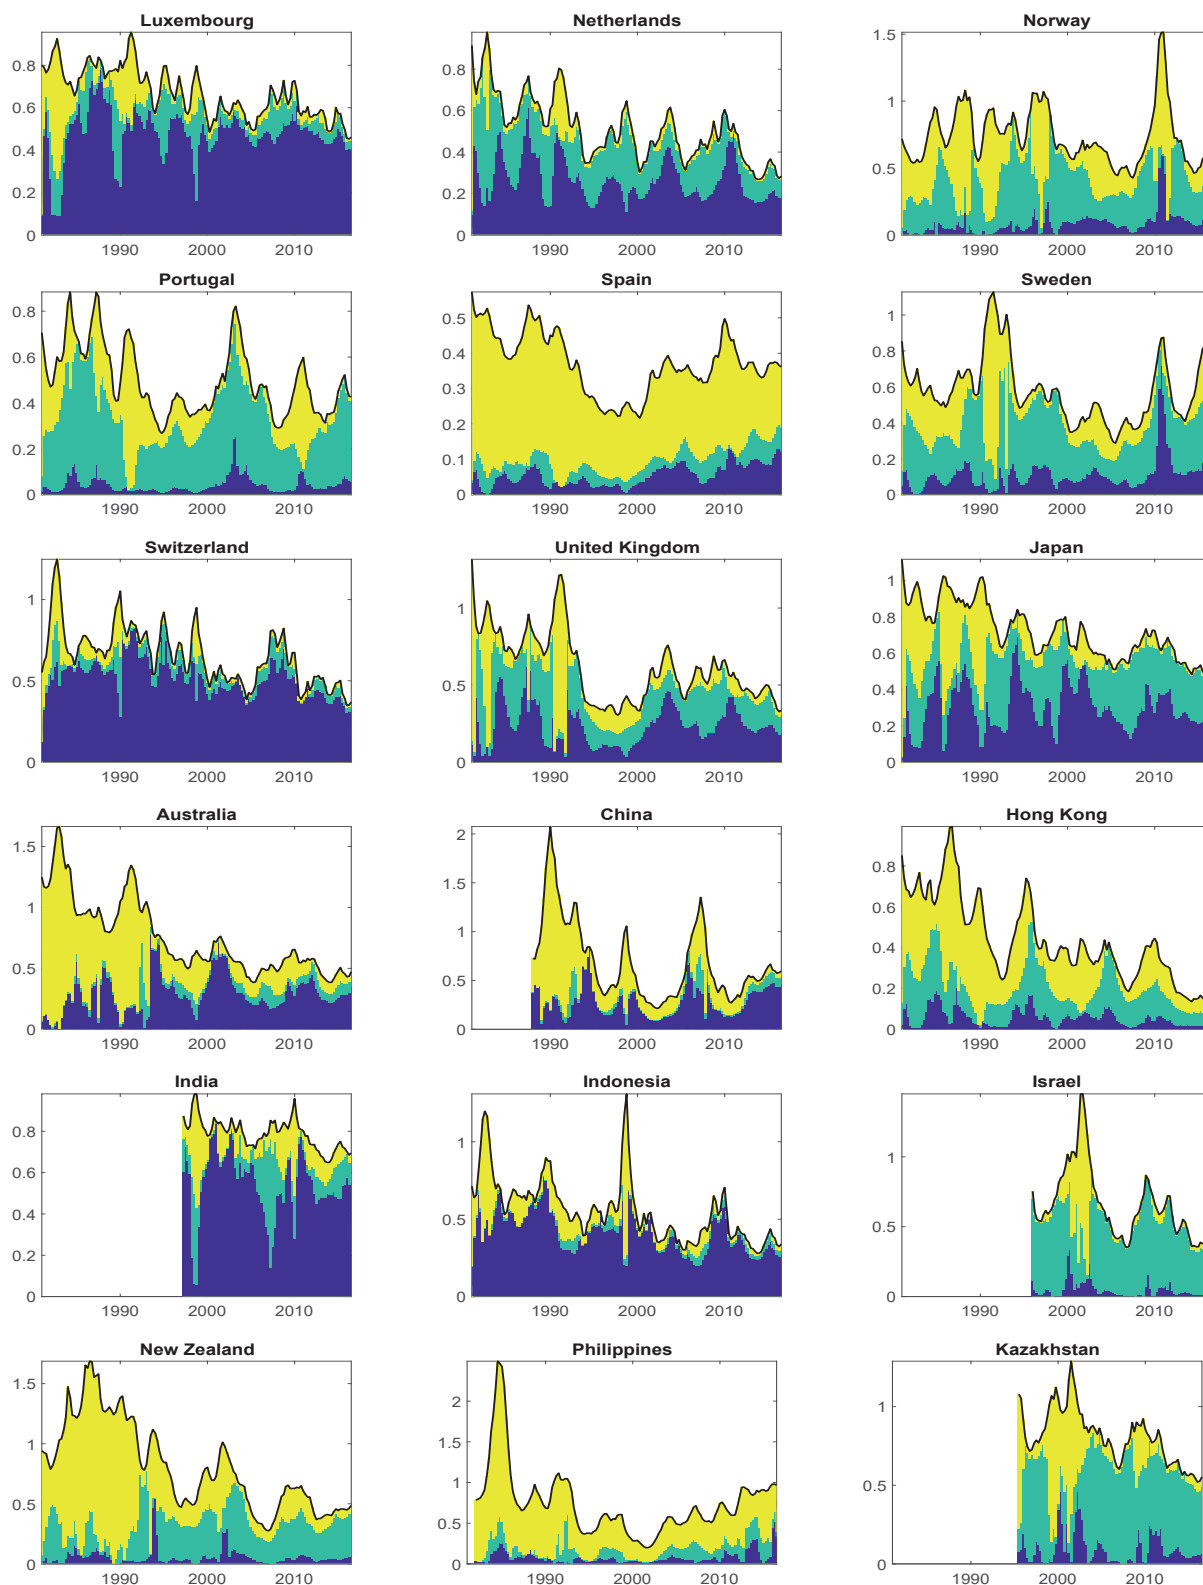 Luxembourg Netherlands Norway
0.8 0.6 0.4 0.2 0 1990 2000 2010
0.8 0.6 0.4 0.2 0 1990 2000 2010
1.5 1 0.5 0 1990 2000 2010
Portugal Spain Sweden
0.8 0.6 0.4 0.2 0 1990 2000 2010
0.5 0.4 0.3 0.2 0.1 0 1990 2000 2010
1 0.8 0.6 0.4 0.2 0 1990 2000 2010
Switzerland United Kingdom Japan
1 0.5 0 1990 2000 2010
1 0.5 0 1990 2000 2010
1 0.8 0.6 0.4 0.2 0 1990 2000 2010
Australia China Hong Kong
1.5 1 0.5 0 1990 2000 2010
2 1.5 1 0.5 0 1990 2000 2010
0.8 0.6 0.4 0.2 0 1990 2000 2010
India Indonesia Israel
0.8 0.6 0.4 0.2 0 1990 2000 2010
1 0.5 0 1990 2000 2010
1 0.5 0 1990 2000 2010
New Zealand Philippines Kazakhstan
1.5 1 0.5 0 1990 2000 2010
2 1.5 1 0.5 0 1990 2000 2010
1 0.5 0 1990 2000 2010